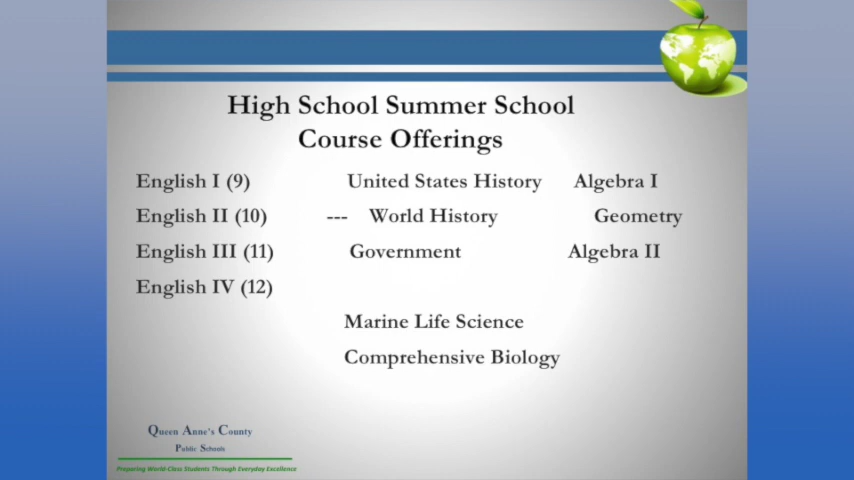 High School Summer School
Course Offerings
English I (9) United States History Algebra I
English II (10) --- World History Geometry
English III (11) Government Algebra II
English IV (12)
Marine Life Science
Comprehensive Biology
Queen Anne's County
Public Schools
Preparing World-Class Students Through Everyday Excellence